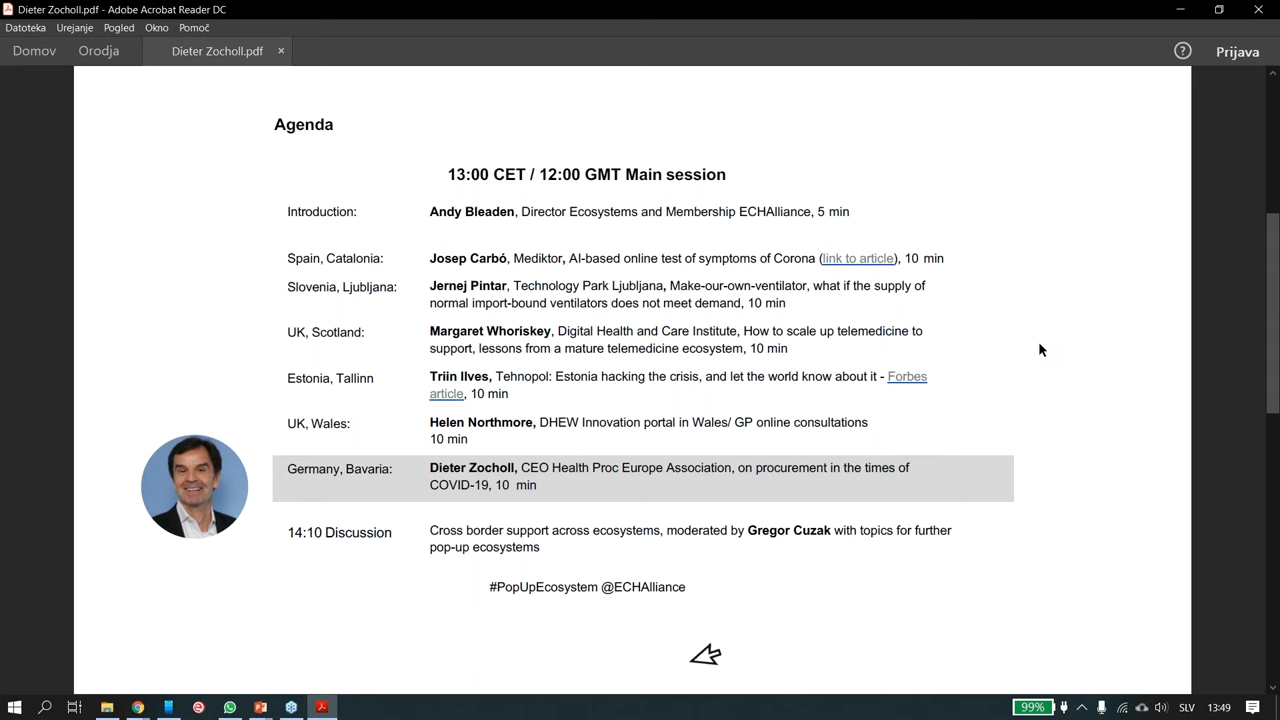 Dieter Zocholl.pdf - Adobe Acrobat Reader DC
Datoteka Urejanje Pogled Okno Pomoč
Domov Orodja Dieter Zocholl.pdf × ? Prijava
Agenda
13:00 CET / 12:00 GMT Main session
Introduction: Andy Bleaden, Director Ecosystems and Membership ECHAlliance, 5 min
Spain, Catalonia: Josep Carbó, Mediktor, AI-based online test of symptoms of Corona (link to article), 10 min
Slovenia, Ljubljana: Jernej Pintar, Technology Park Ljubljana, Make-our-own-ventilator, what if the supply of
normal import-bound ventilators does not meet demand, 10 min
UK, Scotland: Margaret Whoriskey, Digital Health and Care Institute, How to scale up telemedicine to
support, lessons from a mature telemedicine ecosystem, 10 min
Estonia, Tallinn Triin Ilves, Tehnopol: Estonia hacking the crisis, and let the world know about it - Forbes
article, 10 min
UK, Wales: Helen Northmore, DHEW Innovation portal in Wales/ GP online consultations
10 min
Germany, Bavaria: Dieter Zocholl, CEO Health Proc Europe Association, on procurement in the times of
COVID-19, 10 min
14:10 Discussion Cross border support across ecosystems, moderated by Gregor Cuzak with topics for further
pop-up ecosystems
#PopUpEcosystem @ECHAlliance
99% SLV 13:49